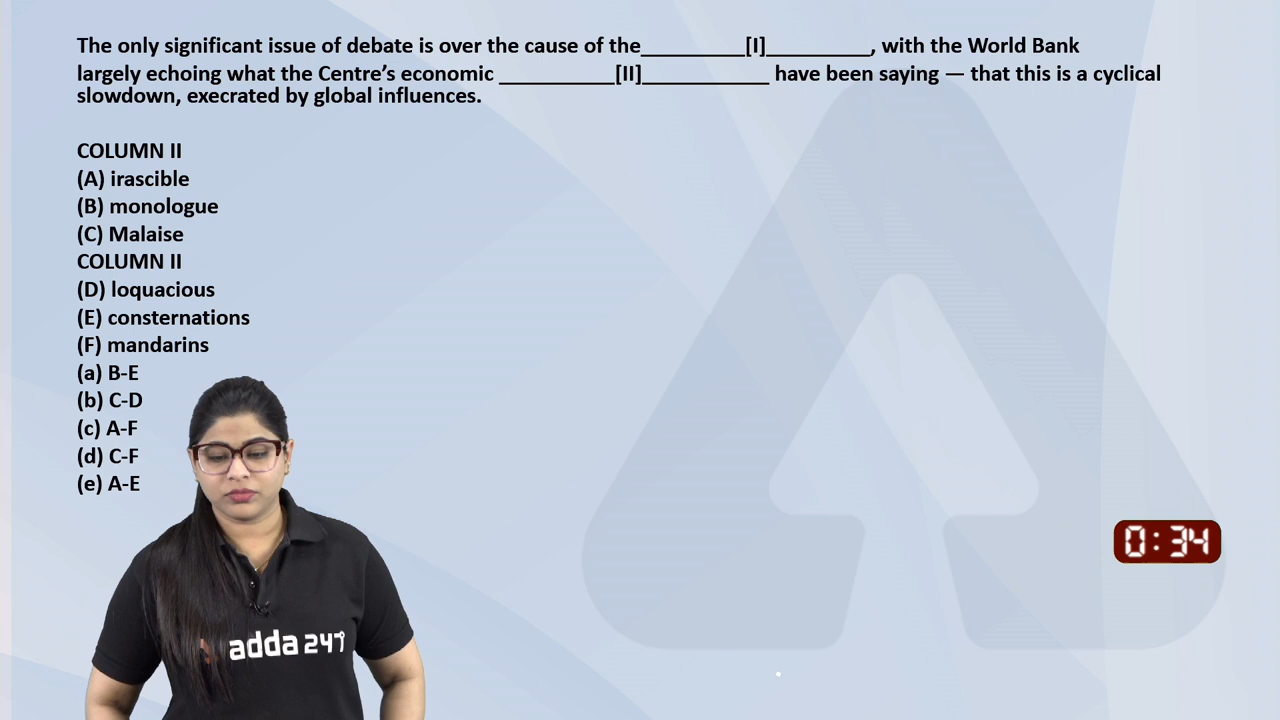 The only significant issue of debate is over the cause of the__________[I]__________, with the World Bank
largely echoing what the Centre's economic ___________[II]____________ have been saying — that this is a cyclical
slowdown, execrated by global influences.
COLUMN II
(A) irascible
(B) monologue
(C) Malaise
COLUMN II
(D) loquacious
(E) consternations
(F) mandarins
(a) B-E
(b) C-D
(c) A-F
(d) C-F
(e) A-E
0:34
adda 247